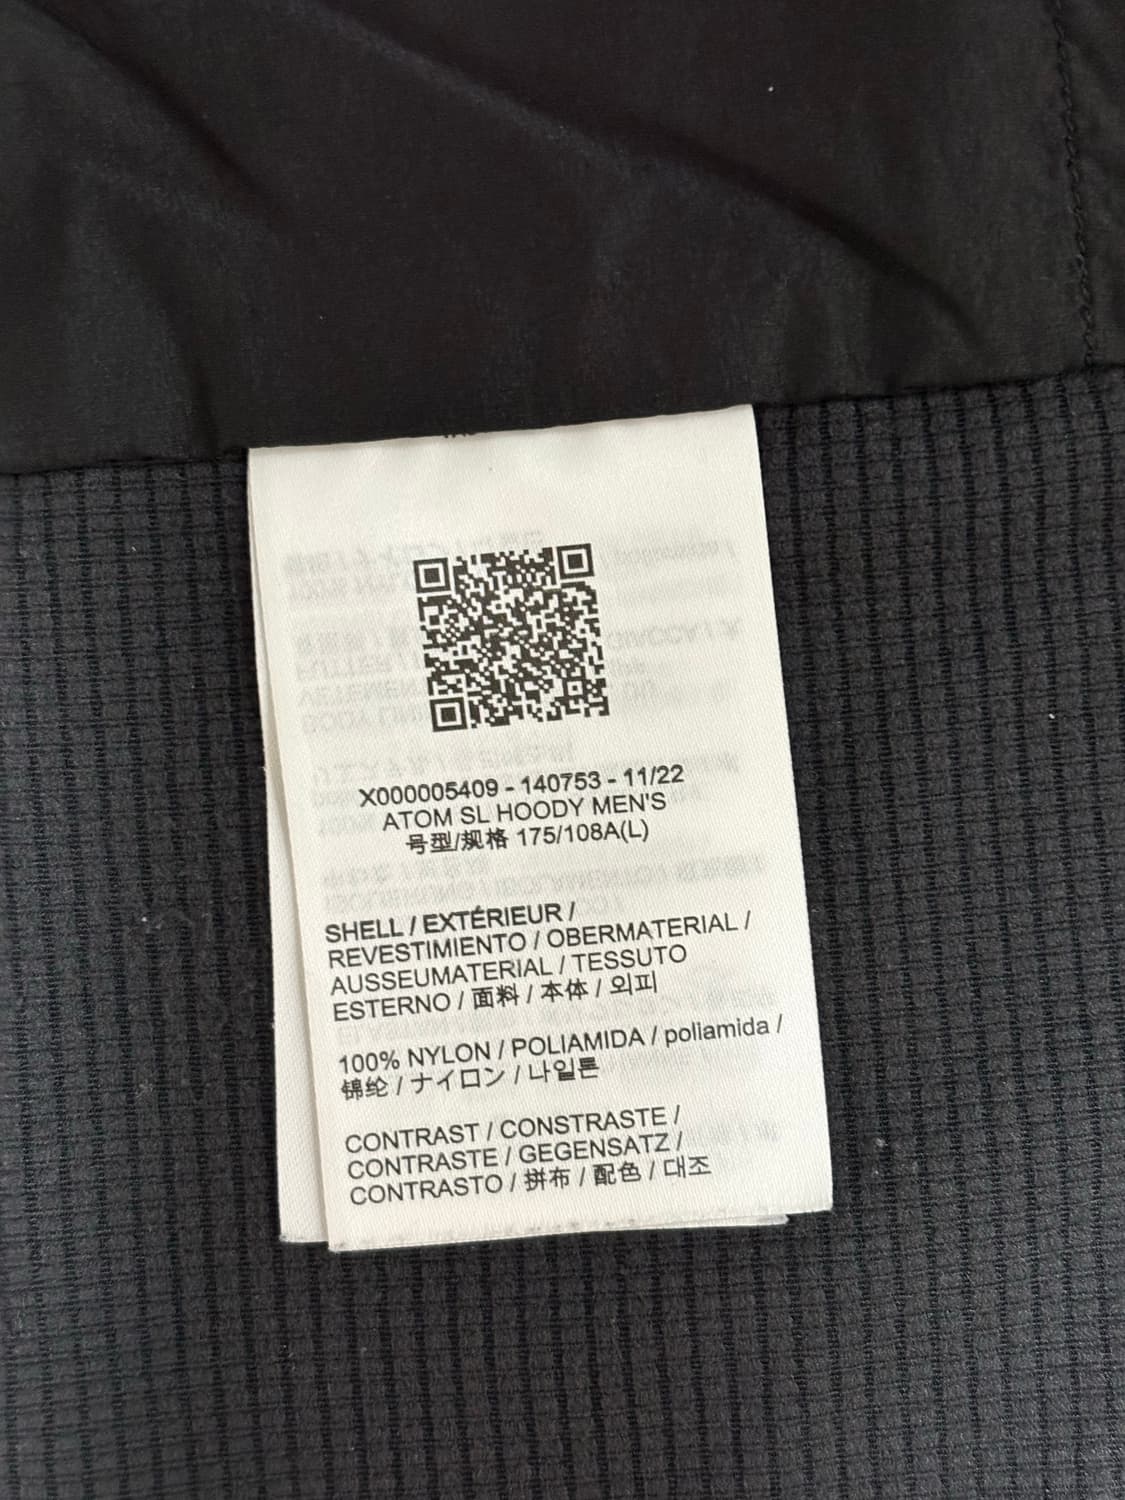 X000005409 - 140753 - 11/22
ATOM SL HOODY MEN'S
号型/规格 175/108A(L)
SHELL / EXTÉRIEUR /
REVESTIMIENTO / OBERMATERIAL /
AUSSEUMATERIAL / TESSUTO
ESTERNO / 面料 / 本体 / 외피
100% NYLON / POLIAMIDA / poliamida /
锦纶 / ナイロン / 나일론
CONTRAST / CONSTRASTE /
CONTRASTE / GEGENSATZ /
CONTRASTO / 拼布 / 配色 / 대조